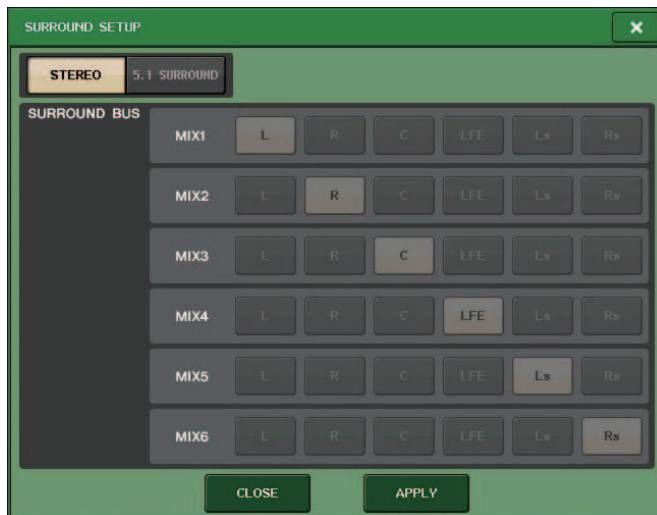 SURROUND SETUP
STEREO 5.1 SURROUND
SURROUND BUS
MIX1 L R C LFE Ls Rs
MIX2 L R C LFE Ls Rs
MIX3 L R C LFE Ls Rs
MIX4 L R C LFE Ls Rs
MIX5 L R C LFE Ls Rs
MIX6 L R C LFE Ls Rs
CLOSE APPLY